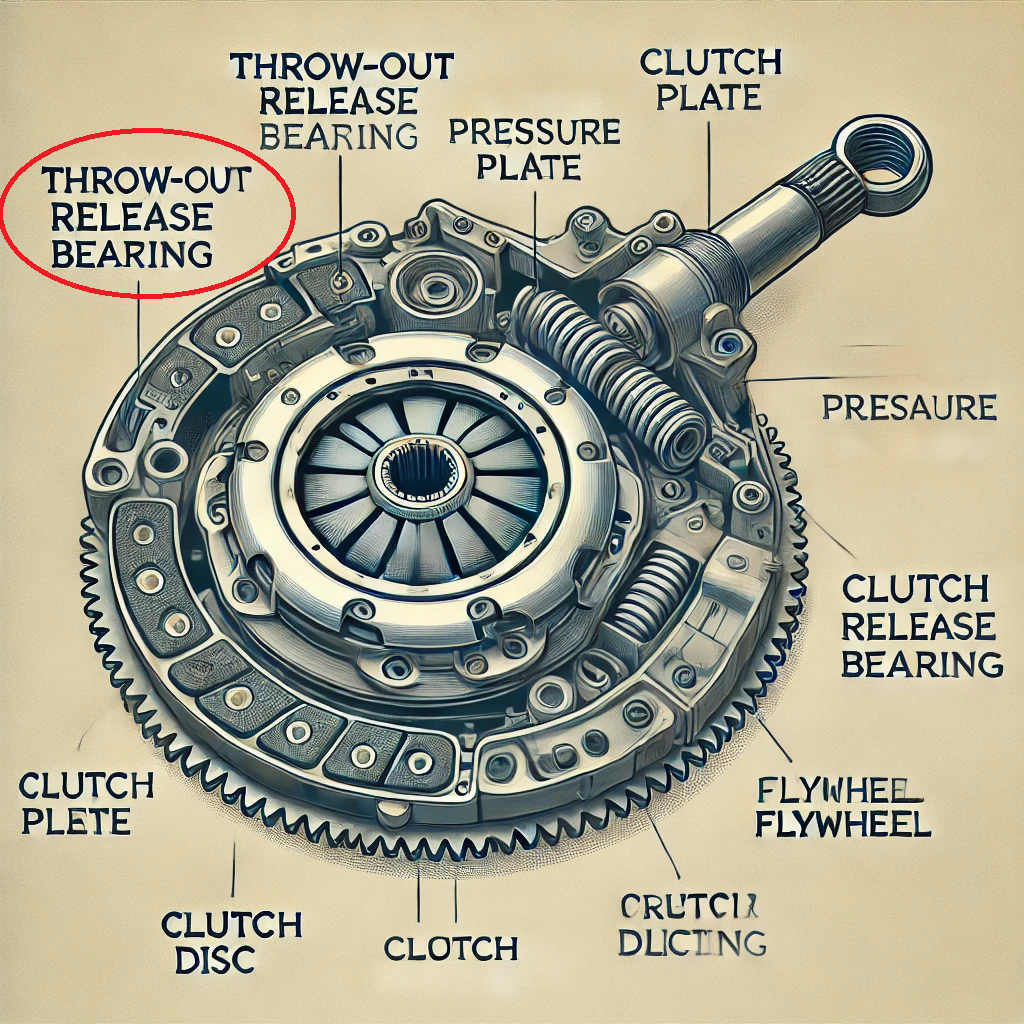 THROW-OUT
RELEASE
BEARING
CLUTCH
PLATE
PRESSURE
PLATE
THROW-OUT
RELEASE
BEARING
PRESAURE
CLUTCH
RELEASE
BEARING
CLUTCH
PLETE
FLYWHEEL
FLYWHEEL
CLUTCH
DISC
CLOTCH